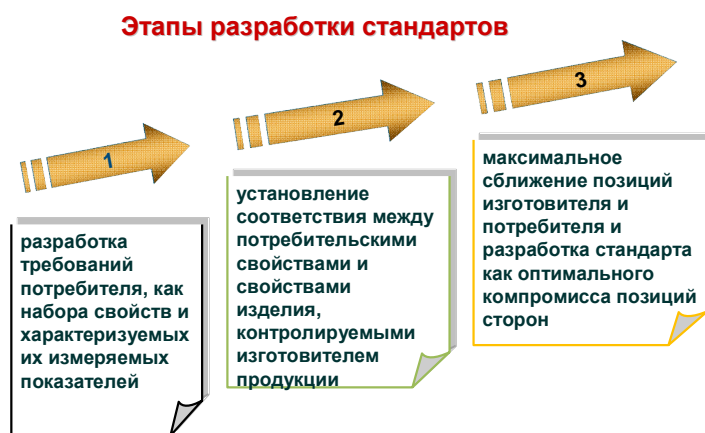 Этапы разработки стандартов
1
разработка
требований
потребителя, как
набора свойств и
характеризуемых
их измеряемых
показателей
2
установление
соответствия между
потребительскими
свойствами и
свойствами
изделия,
контролируемыми
изготовителем
продукции
3
максимальное
сближение позиций
изготовителя и
потребителя и
разработка стандарта
как оптимального
компромисса позиций
сторон